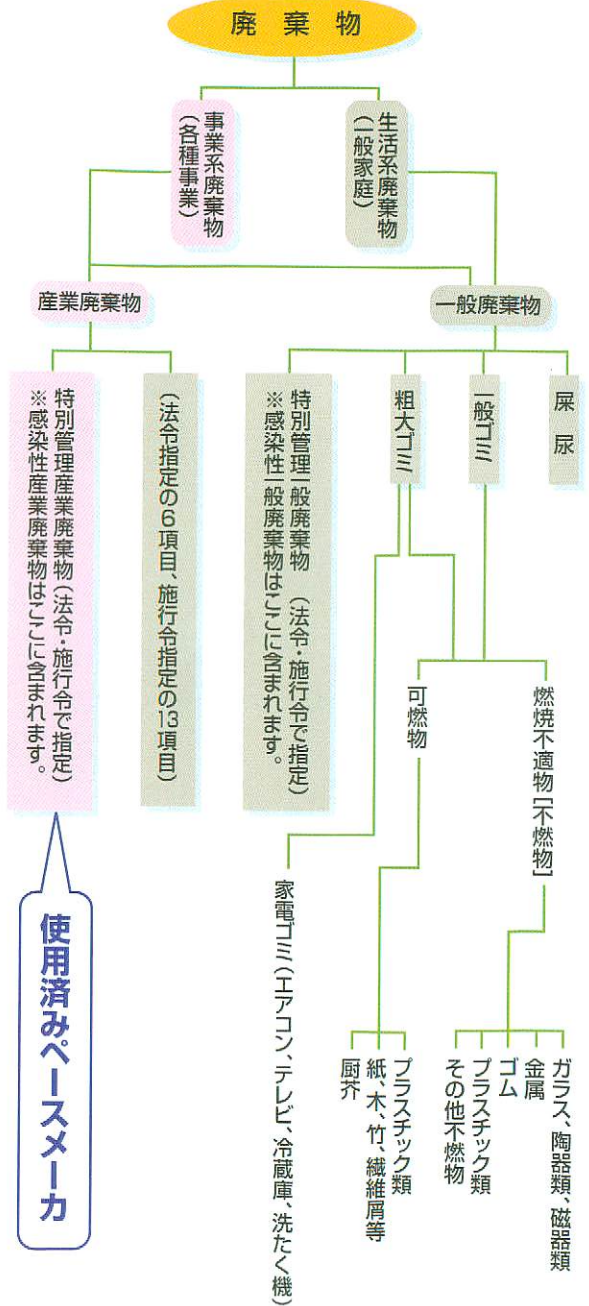 廃棄物
生活系廃棄物
(一般家庭)
事業系廃棄物
(各種事業)
一般廃棄物
産業廃棄物
屎尿
一般ゴミ
粗大ゴミ
特別管理一般廃棄物 (法令・施行令で指定)
※感染性一般廃棄物はここに含まれます。
(法令指定の6項目、施行令指定の13項目)
特別管理産業廃棄物(法令・施行令で指定)
※感染性産業廃棄物はここに含まれます。
燃焼不適物[不燃物]
可燃物
ガラス、陶器類、磁器類
金属
ゴム
プラスチック類
その他不燃物
プラスチック類
紙、木、竹、繊維屑等
厨芥
家電ゴミ(エアコン、テレビ、冷蔵庫、洗たく機)
使用済みペースメーカ